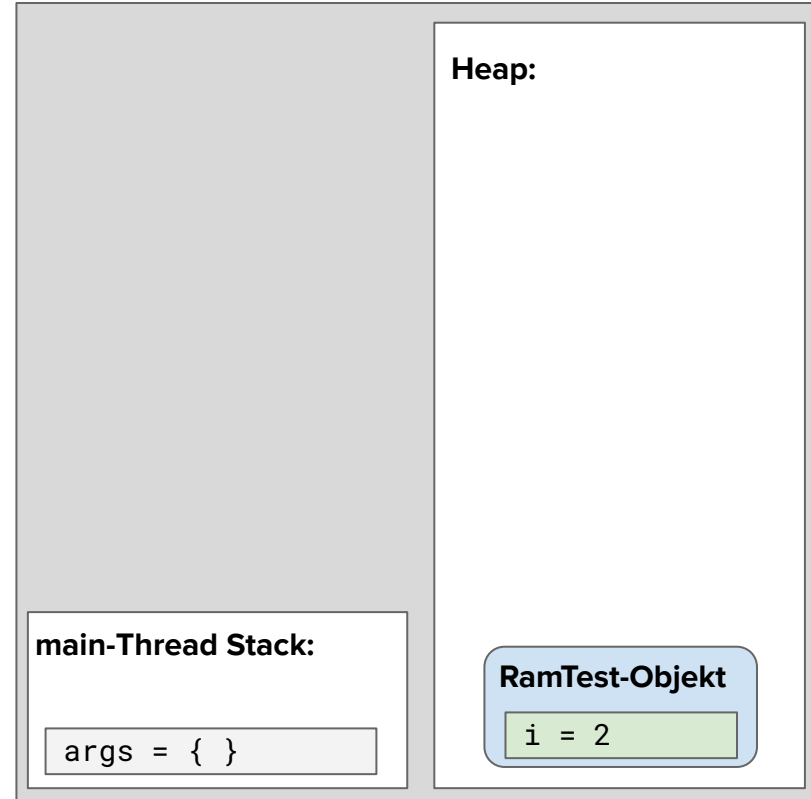 Heap:
main-Thread Stack:
args = { }
RamTest-Objekt
i = 2